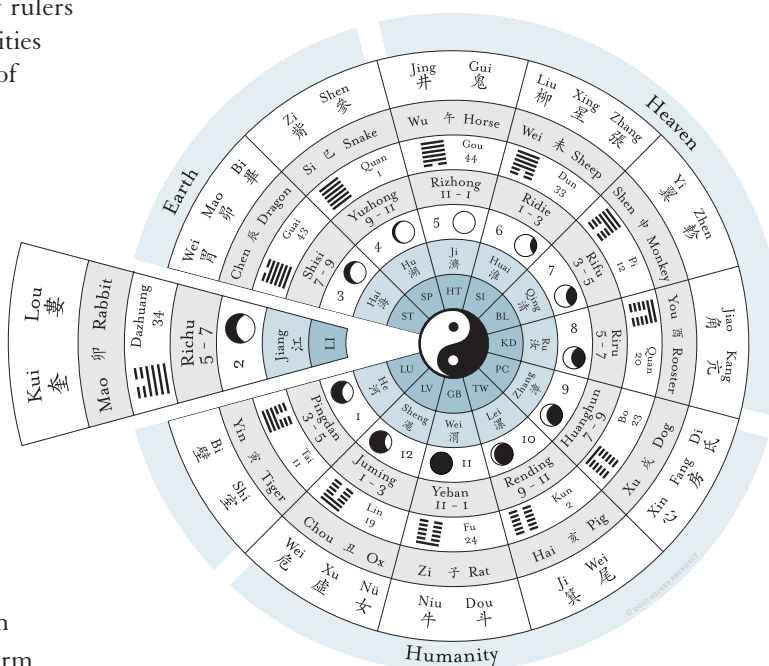 rulers
ities
of
Heaven
Earth
Humanity
Jing 井
Gui 鬼
Wu 午 Horse
Gou
44
Rizhong
11 - 1
5
Ji
濟
HT
Liu 柳
Xing 星
Zhang 張
Wei 未 Sheep
Dun
33
Ridie
1 - 3
6
Huai
淮
SI
Yi 翼
Zhen 軫
Shen 申 Monkey
Pi
12
Rifu
3 - 5
7
Qing
清
BL
Jiao 角
Kang 亢
You 酉 Rooster
Quan
20
Riru
5 - 7
8
Ru
汝
KD
Di 氐
Fang 房
Xin 心
Xu 戌 Dog
Bo
23
Huanghun
7 - 9
9
Zhang
漳
PC
Wei 尾
Ji 箕
Hai 亥 Pig
Kun
2
Rending
9 - 11
10
Lei
漯
TW
Dou 斗
Niu 牛
Zi 子 Rat
Fu
24
Yeban
11 - 1
11
Wei
渭
GB
Nü 女
Xu 虛
Wei 危
Chou 丑 Ox
Lin
19
Juming
1 - 3
12
Sheng
澠
LV
Shi 室
Bi 壁
Yin 寅 Tiger
Tai
11
Pingdan
3 - 5
1
He
河
LU
Kui 奎
Lou 婁
Mao 卯 Rabbit
Dazhuang
34
Richu
5 - 7
2
Jiang
江
LI
Wei 胃
Mao 昴
Bi 畢
Chen 辰 Dragon
Guai
43
Shisi
7 - 9
3
Hai
海
ST
Zi 觜
Shen 參
Si 巳 Snake
Quan
1
Yuzhong
9 - 11
4
Hu
湖
SP
© 2012 HEINER FRUEHAUF
rm